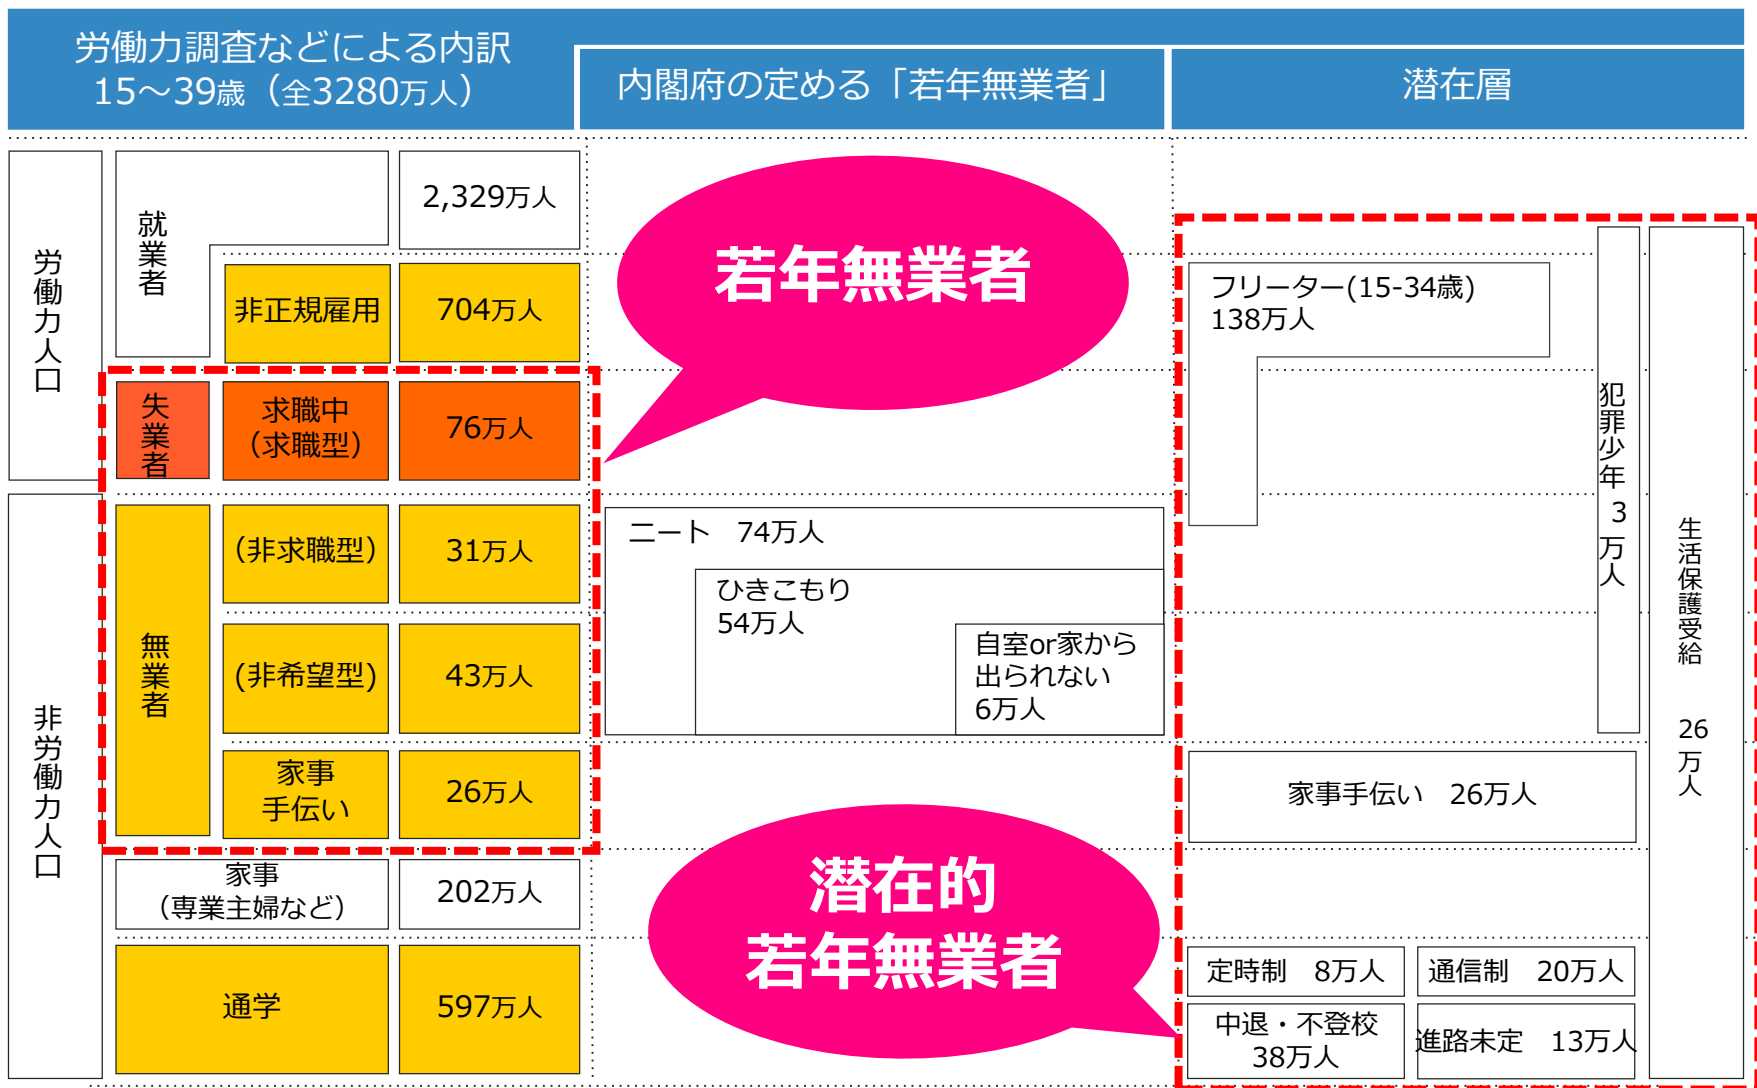 労働力調査などによる内訳
15～39歳（全3280万人）
内閣府の定める「若年無業者」
潜在層
労働力人口
就業者
2,329万人
非正規雇用
704万人
失業者
求職中
（求職型）
76万人
非労働力人口
無業者
(非求職型）
31万人
(非希望型)
43万人
家事
手伝い
26万人
家事
（専業主婦など）
202万人
通学
597万人
若年無業者
ニート　74万人
ひきこもり
54万人
自室or家から
出られない
6万人
潜在的
若年無業者
フリーター(15-34歳)
138万人
犯罪少年 3万人
生活保護受給　26万人
家事手伝い　26万人
定時制　8万人
通信制　20万人
中退・不登校
38万人
進路未定　13万人